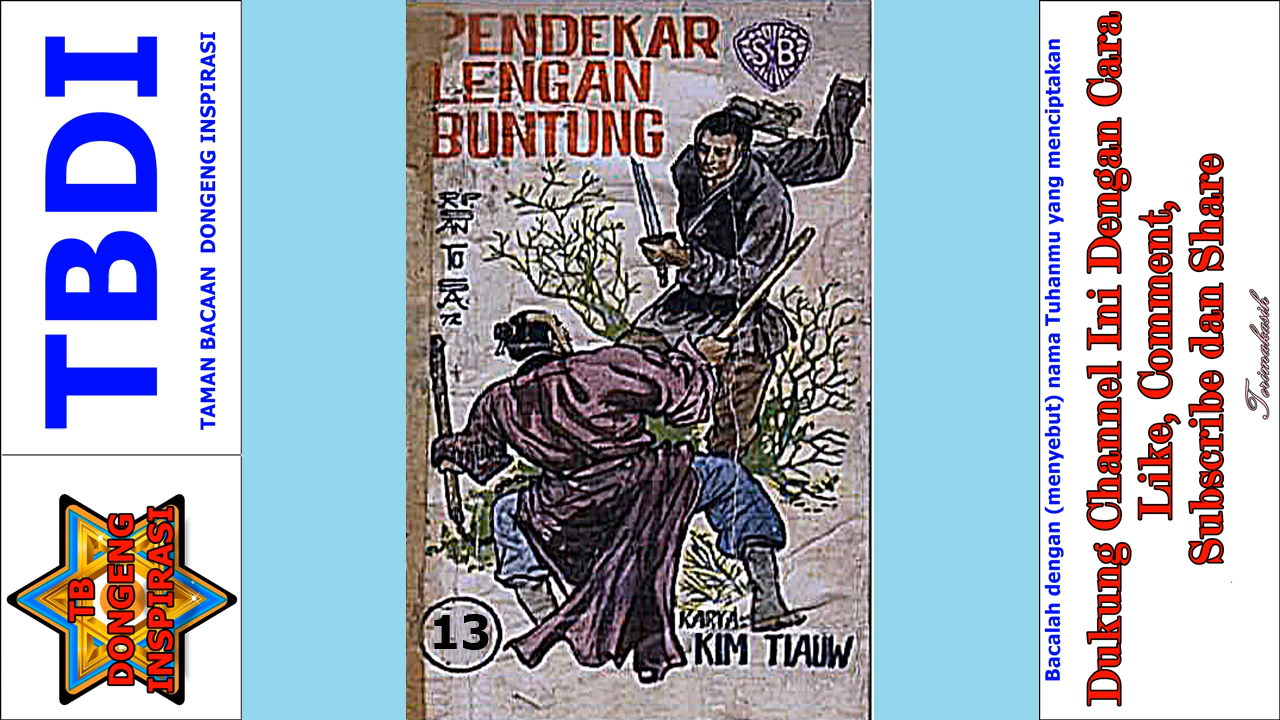 TBDI
TAMAN BACAAN DONGENG INSPIRASI
TB
DONGENG
INSPIRASI
PENDEKAR
LENGAN
BUNTUNG
SB
13
KARYA
KIM TIAUW
Bacalah dengan (menyebut) nama Tuhanmu yang menciptakan
Dukung Channel Ini Dengan Cara
Like, Comment,
Subscribe dan Share
Terimakasih